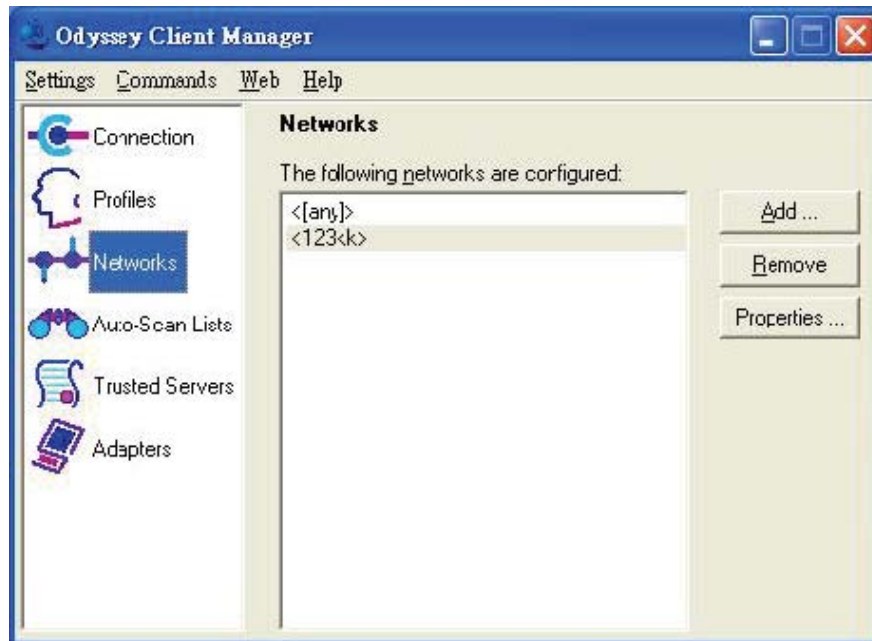 Odyssey Client Manager
Settings Commands Web Help
Connection
Profiles
Networks
Auto-Scan Lists
Trusted Servers
Adapters
Networks
The following networks are configured:
<[any]>
<123<k>
Add ...
Remove
Properties ...